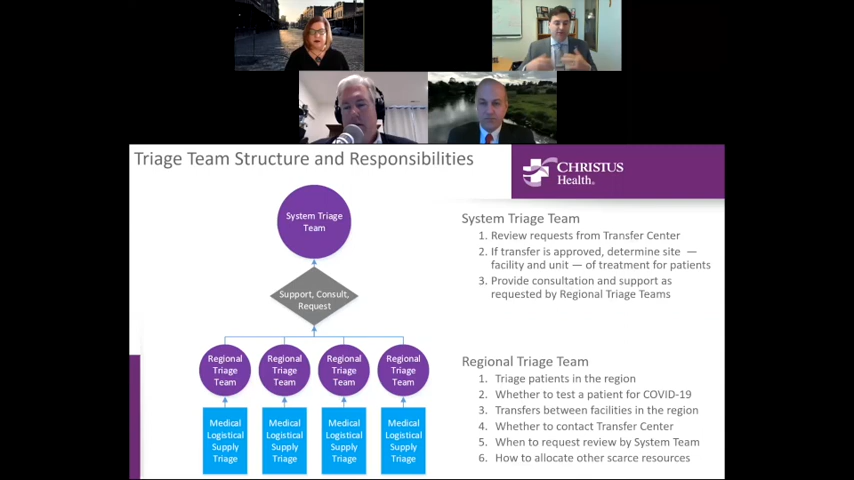 Triage Team Structure and Responsibilities
CHRISTUS
Health®
System Triage
Team
Support, Consult,
Request
Regional
Triage
Team
Regional
Triage
Team
Regional
Triage
Team
Regional
Triage
Team
Medical
Logistical
Supply
Triage
Medical
Logistical
Supply
Triage
Medical
Logistical
Supply
Triage
Medical
Logistical
Supply
Triage
System Triage Team
1. Review requests from Transfer Center
2. If transfer is approved, determine site —
facility and unit — of treatment for patients
3. Provide consultation and support as
requested by Regional Triage Teams
Regional Triage Team
1. Triage patients in the region
2. Whether to test a patient for COVID-19
3. Transfers between facilities in the region
4. Whether to contact Transfer Center
5. When to request review by System Team
6. How to allocate other scarce resources